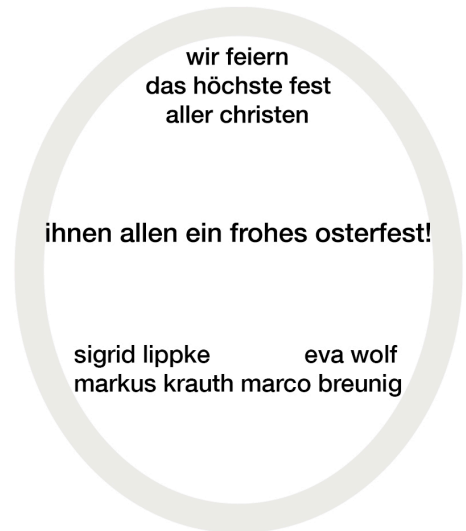 wir feiern
das höchste fest
aller christen
ihnen allen ein frohes osterfest!
sigrid lippke eva wolf
markus krauth marco breunig